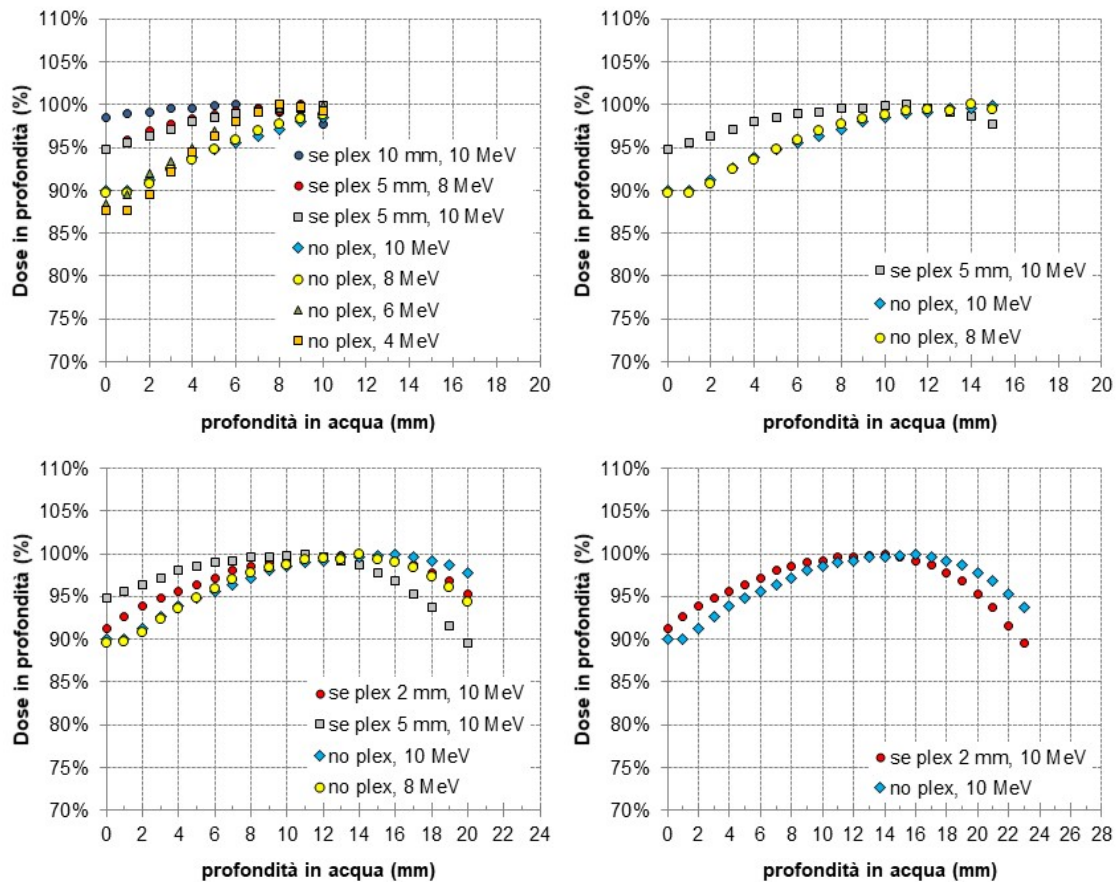 110%
105%
100%
95%
90%
85%
80%
75%
70%
Dose in profondità (%)
se plex 10 mm, 10 MeV
se plex 5 mm, 8 MeV
se plex 5 mm, 10 MeV
no plex, 10 MeV
no plex, 8 MeV
no plex, 6 MeV
no plex, 4 MeV
0 2 4 6 8 10 12 14 16 18 20
profondità in acqua (mm)
110%
105%
100%
95%
90%
85%
80%
75%
70%
Dose in profondità (%)
se plex 5 mm, 10 MeV
no plex, 10 MeV
no plex, 8 MeV
0 2 4 6 8 10 12 14 16 18 20
profondità in acqua (mm)
110%
105%
100%
95%
90%
85%
80%
75%
70%
Dose in profondità (%)
se plex 2 mm, 10 MeV
se plex 5 mm, 10 MeV
no plex, 10 MeV
no plex, 8 MeV
0 2 4 6 8 10 12 14 16 18 20 22 24
profondità in acqua (mm)
110%
105%
100%
95%
90%
85%
80%
75%
70%
Dose in profondità (%)
se plex 2 mm, 10 MeV
no plex, 10 MeV
0 2 4 6 8 10 12 14 16 18 20 22 24 26 28
profondità in acqua (mm)